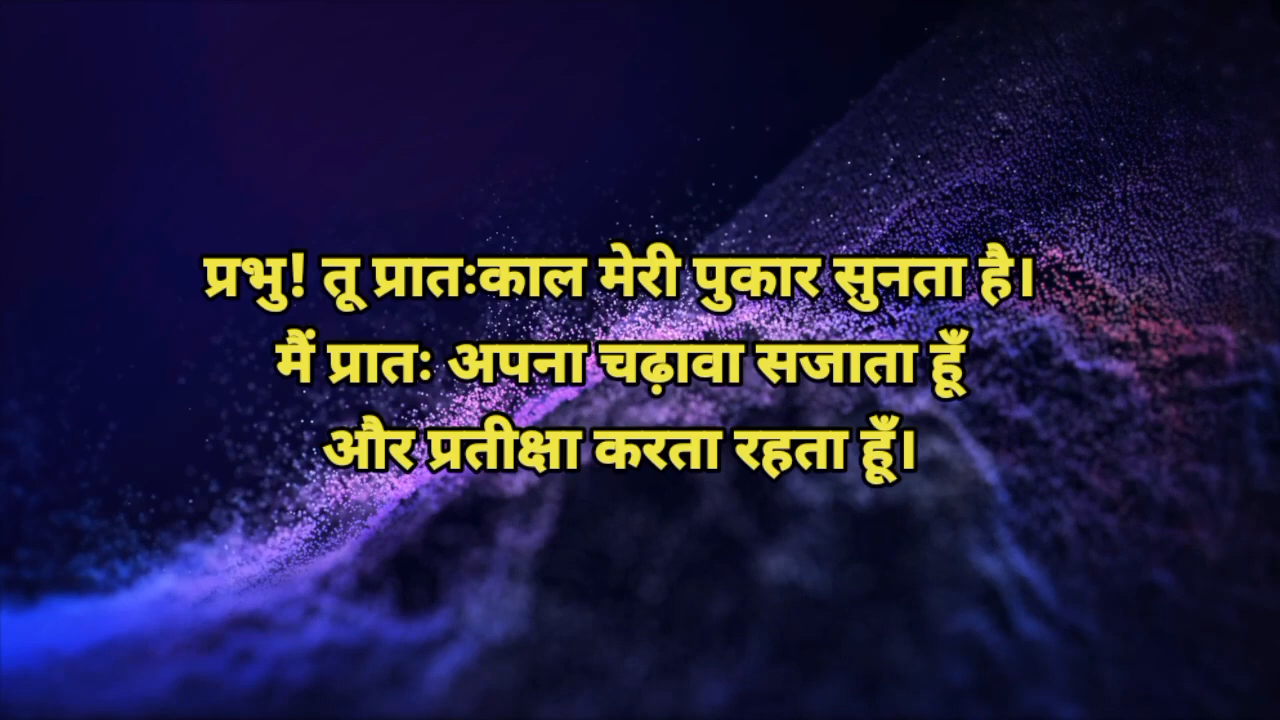 प्रभु! तू प्रातःकाल मेरी पुकार सुनता है।
मैं प्रातः अपना चढ़ावा सजाता हूँ
और प्रतीक्षा करता रहता हूँ।